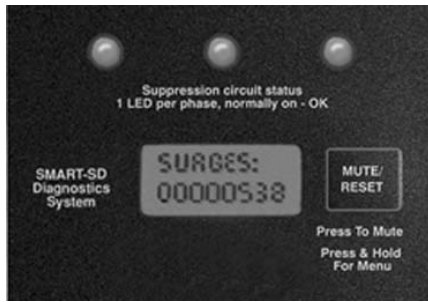 Suppression circuit status
1 LED per phase, normally on - OK
SMART-SD
Diagnostics
System
SURGES:
00000538
MUTE/
RESET
Press To Mute
Press & Hold
For Menu